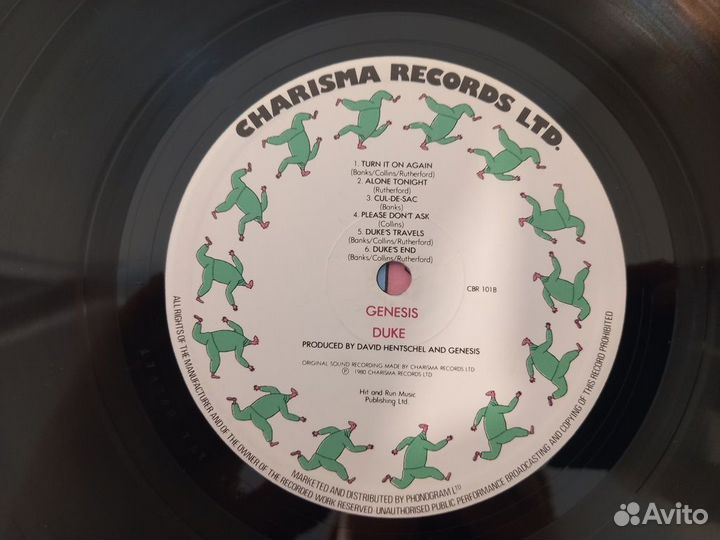 CHARISMA RECORDS LTD.
1. TURN IT ON AGAIN
(Banks/Collins/Rutherford)
2. ALONE TONIGHT
(Rutherford)
3. CUL-DE-SAC
(Banks)
4. PLEASE DON'T ASK
(Collins)
5. DUKE'S TRAVELS
(Banks/Collins/Rutherford)
6. DUKE'S END
(Banks/Collins/Rutherford)
CBR 101B
GENESIS
DUKE
PRODUCED BY DAVID HENTSCHEL AND GENESIS
ORIGINAL SOUND RECORDING MADE BY CHARISMA RECORDS LTD
℗ 1980 CHARISMA RECORDS LTD
Hit and Run Music
Publishing Ltd.
MARKETED AND DISTRIBUTED BY PHONOGRAM LTD
ALL RIGHTS OF THE MANUFACTURER AND OF THE OWNER OF THE RECORDED WORK RESERVED · UNAUTHORISED PUBLIC PERFORMANCE BROADCASTING AND COPYING OF THIS RECORD PROHIBITED
Avito